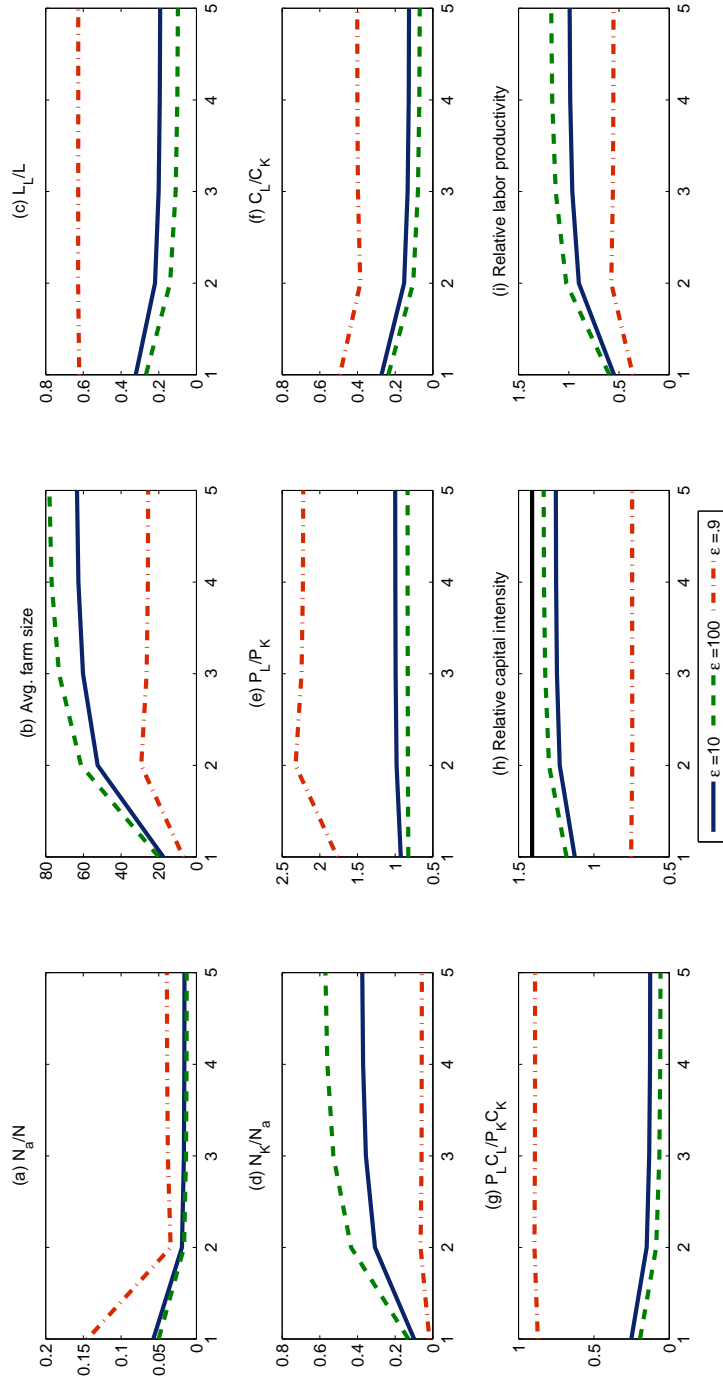 (a) N_a/N
0.2
0.15
0.1
0.05
0
1 2 3 4 5
(b) Avg. farm size
80
60
40
20
0
1 2 3 4 5
(c) L_L/L
0.8
0.6
0.4
0.2
0
1 2 3 4 5
(d) N_K/N_a
0.8
0.6
0.4
0.2
0
1 2 3 4 5
(e) P_L/P_K
2.5
2
1.5
1
0.5
1 2 3 4 5
(f) C_L/C_K
0.8
0.6
0.4
0.2
0
1 2 3 4 5
(g) P_L C_L/P_K C_K
1
0.5
0
1 2 3 4 5
(h) Relative capital intensity
1.5
1
0.5
1 2 3 4 5
(i) Relative labor productivity
1.5
1
0.5
0
1 2 3 4 5
ε =10 ε =100 ε =.9